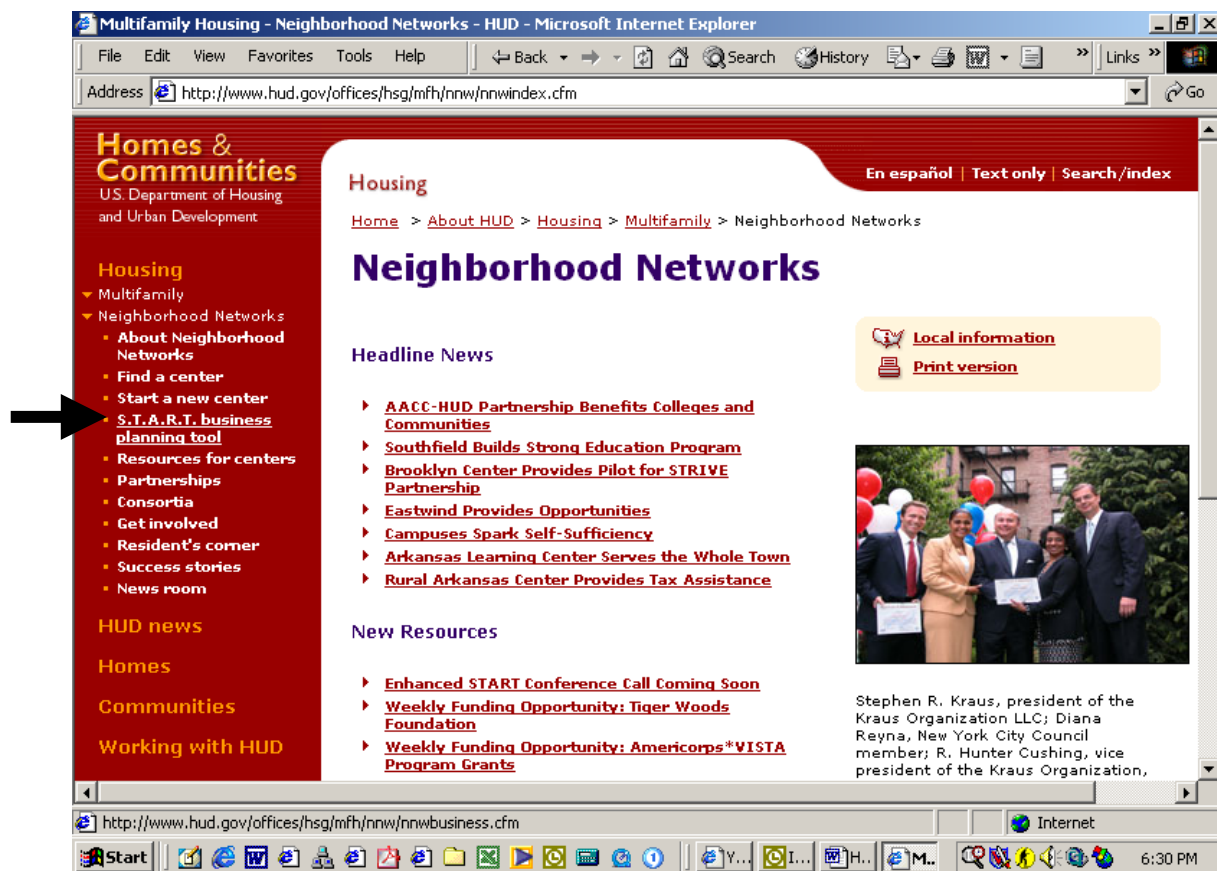 Multifamily Housing - Neighborhood Networks - HUD - Microsoft Internet Explorer
File Edit View Favorites Tools Help Back Search History » Links »
Address http://www.hud.gov/offices/hsg/mfh/nnw/nnwindex.cfm Go
Homes &
Communities
U.S. Department of Housing
and Urban Development
Housing
Multifamily
Neighborhood Networks
About Neighborhood
Networks
Find a center
Start a new center
S.T.A.R.T. business
planning tool
Resources for centers
Partnerships
Consortia
Get involved
Resident's corner
Success stories
News room
HUD news
Homes
Communities
Working with HUD
En español | Text only | Search/index
Housing
Home > About HUD > Housing > Multifamily > Neighborhood Networks
Neighborhood Networks
Headline News
AACC-HUD Partnership Benefits Colleges and
Communities
Southfield Builds Strong Education Program
Brooklyn Center Provides Pilot for STRIVE
Partnership
Eastwind Provides Opportunities
Campuses Spark Self-Sufficiency
Arkansas Learning Center Serves the Whole Town
Rural Arkansas Center Provides Tax Assistance
New Resources
Enhanced START Conference Call Coming Soon
Weekly Funding Opportunity: Tiger Woods
Foundation
Weekly Funding Opportunity: Americorps*VISTA
Program Grants
Local information
Print version
Stephen R. Kraus, president of the
Kraus Organization LLC; Diana
Reyna, New York City Council
member; R. Hunter Cushing, vice
president of the Kraus Organization,
http://www.hud.gov/offices/hsg/mfh/nnw/nnwbusiness.cfm Internet
Start Y... I... H.. M.. 6:30 PM